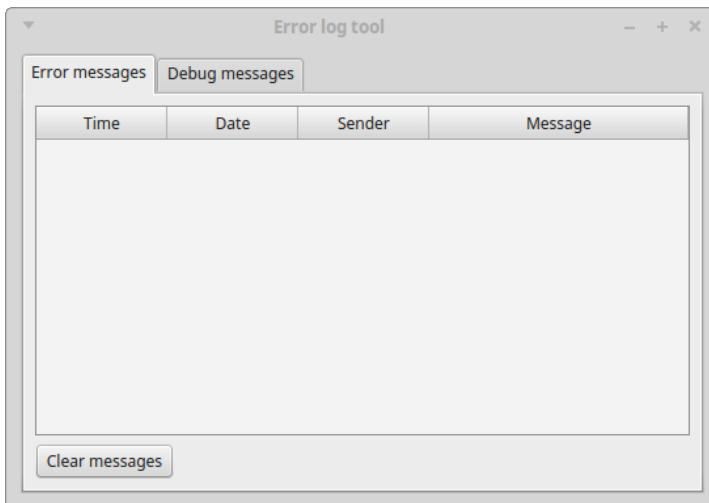 Error log tool
Error messages Debug messages
Time Date Sender Message
Clear messages